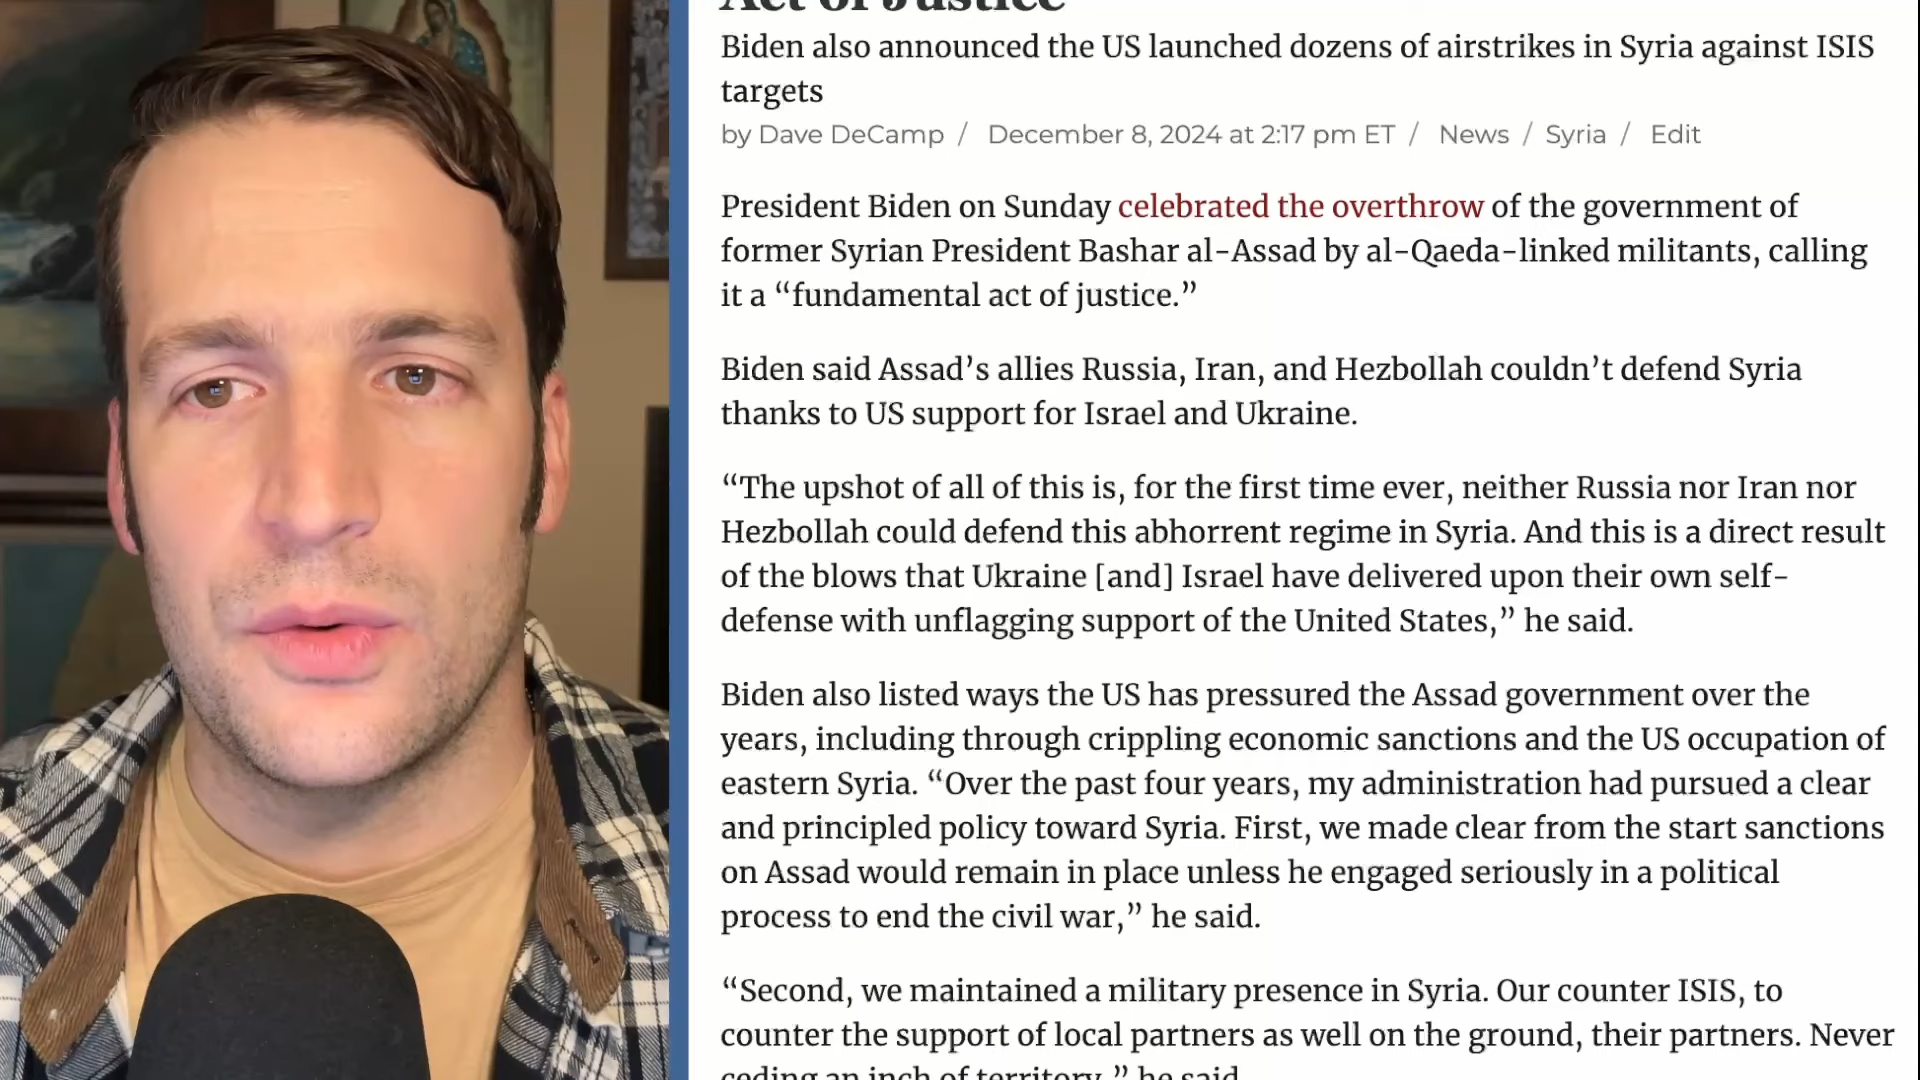 Act of Justice
Biden also announced the US launched dozens of airstrikes in Syria against ISIS
targets
by Dave DeCamp / December 8, 2024 at 2:17 pm ET / News / Syria / Edit
President Biden on Sunday celebrated the overthrow of the government of
former Syrian President Bashar al-Assad by al-Qaeda-linked militants, calling
it a “fundamental act of justice.”
Biden said Assad’s allies Russia, Iran, and Hezbollah couldn’t defend Syria
thanks to US support for Israel and Ukraine.
“The upshot of all of this is, for the first time ever, neither Russia nor Iran nor
Hezbollah could defend this abhorrent regime in Syria. And this is a direct result
of the blows that Ukraine [and] Israel have delivered upon their own self-
defense with unflagging support of the United States,” he said.
Biden also listed ways the US has pressured the Assad government over the
years, including through crippling economic sanctions and the US occupation of
eastern Syria. “Over the past four years, my administration had pursued a clear
and principled policy toward Syria. First, we made clear from the start sanctions
on Assad would remain in place unless he engaged seriously in a political
process to end the civil war,” he said.
“Second, we maintained a military presence in Syria. Our counter ISIS, to
counter the support of local partners as well on the ground, their partners. Never
ceding an inch of territory,” he said.